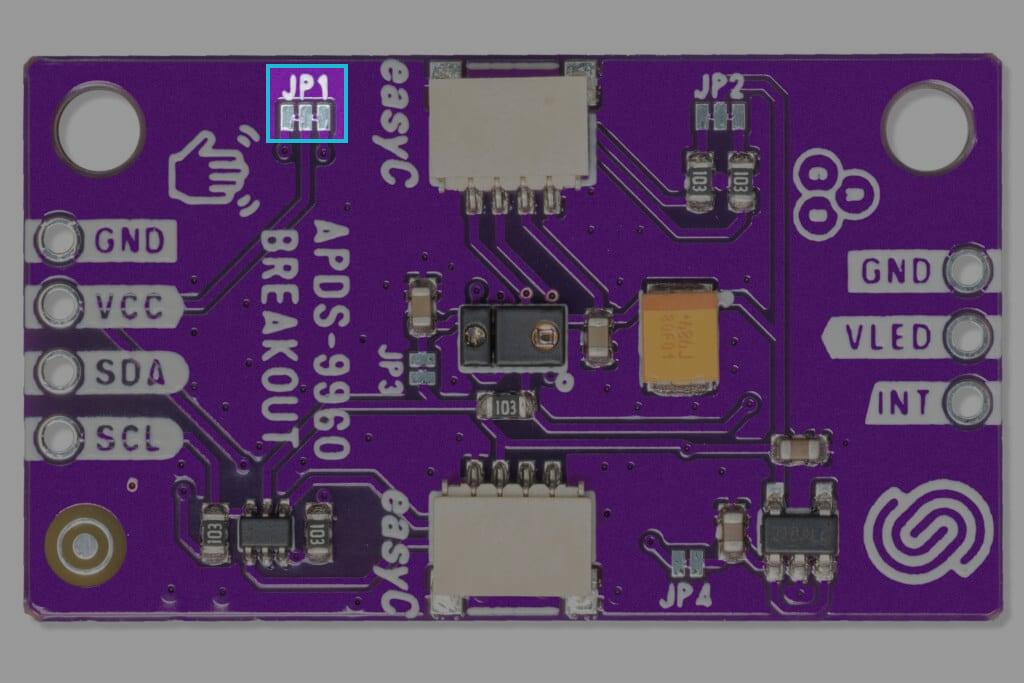 JP1
easyC
JP2
103
103
GND
VCC
SDA
SCL
APDS-9960
BREAKOUT
JP3
103
GND
VLED
INT
103
103
easyC
JP4